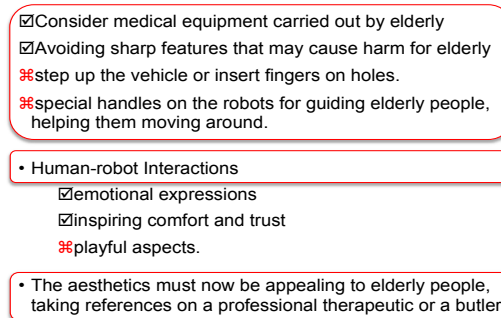 ☑Consider medical equipment carried out by elderly
☑Avoiding sharp features that may cause harm for elderly
⌘step up the vehicle or insert fingers on holes.
⌘special handles on the robots for guiding elderly people,
helping them moving around.
• Human-robot Interactions
☑emotional expressions
☑inspiring comfort and trust
⌘playful aspects.
• The aesthetics must now be appealing to elderly people,
taking references on a professional therapeutic or a butler